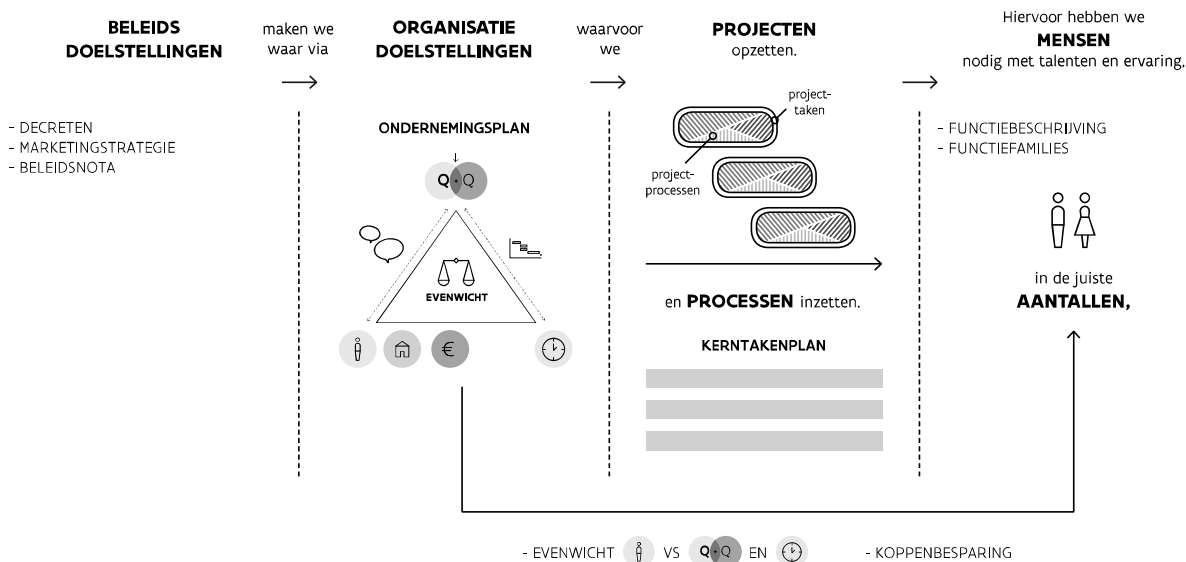 BELEIDS
DOELSTELLINGEN
maken we
waar via
ORGANISATIE
DOELSTELLINGEN
waarvoor
we
PROJECTEN
opzetten.
Hiervoor hebben we
MENSEN
nodig met talenten en ervaring,
- DECRETEN
- MARKETINGSTRATEGIE
- BELEIDSNOTA
ONDERNEMINGSPLAN
Q + Q
EVENWICHT
€
project-
taken
project-
processen
en PROCESSEN inzetten.
KERNTAKENPLAN
- FUNCTIEBESCHRIJVING
- FUNCTIEFAMILIES
in de juiste
AANTALLEN,
- EVENWICHT VS Q + Q EN
- KOPPENBESPARING